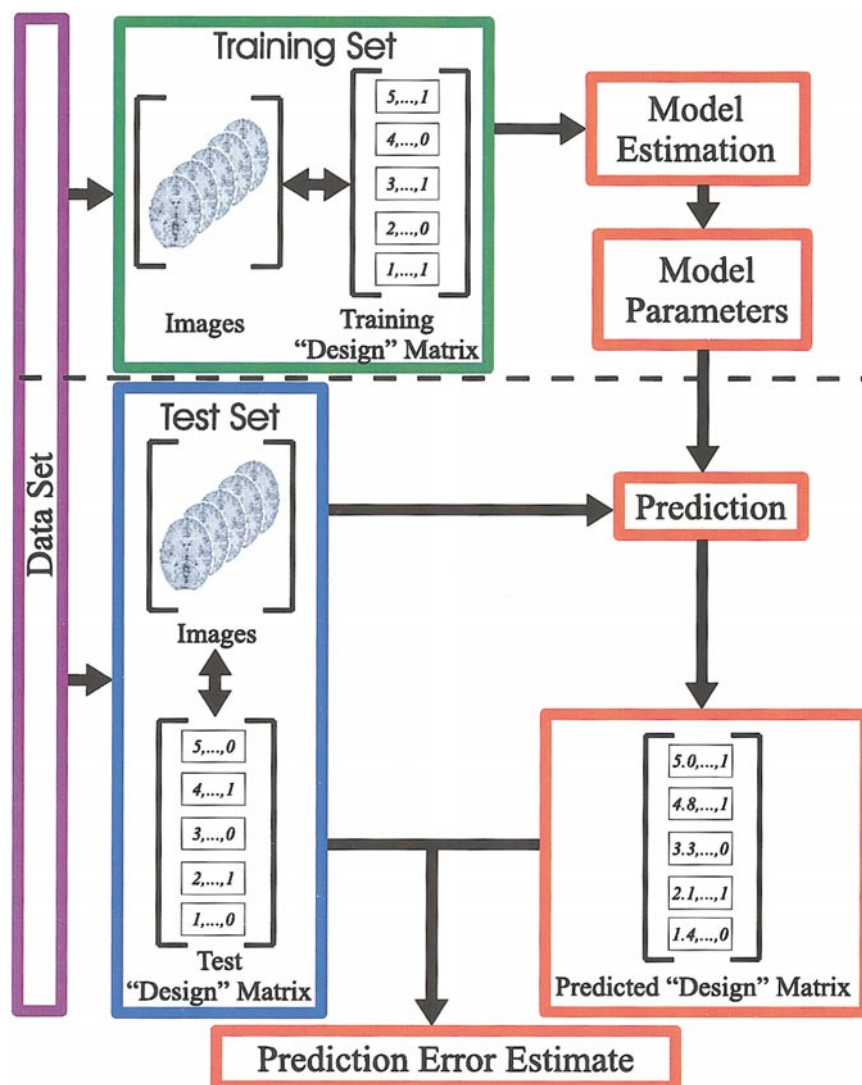 Training Set
5,...,1
4,...,0
3,...,1
2,...,0
1,...,1
Images
Training
“Design” Matrix
Model
Estimation
Model
Parameters
Data Set
Test Set
Images
5,...,0
4,...,1
3,...,0
2,...,1
1,...,0
Test
“Design” Matrix
Prediction
5.0,...,1
4.8,...,1
3.3,...,0
2.1,...,1
1.4,...,0
Predicted “Design” Matrix
Prediction Error Estimate